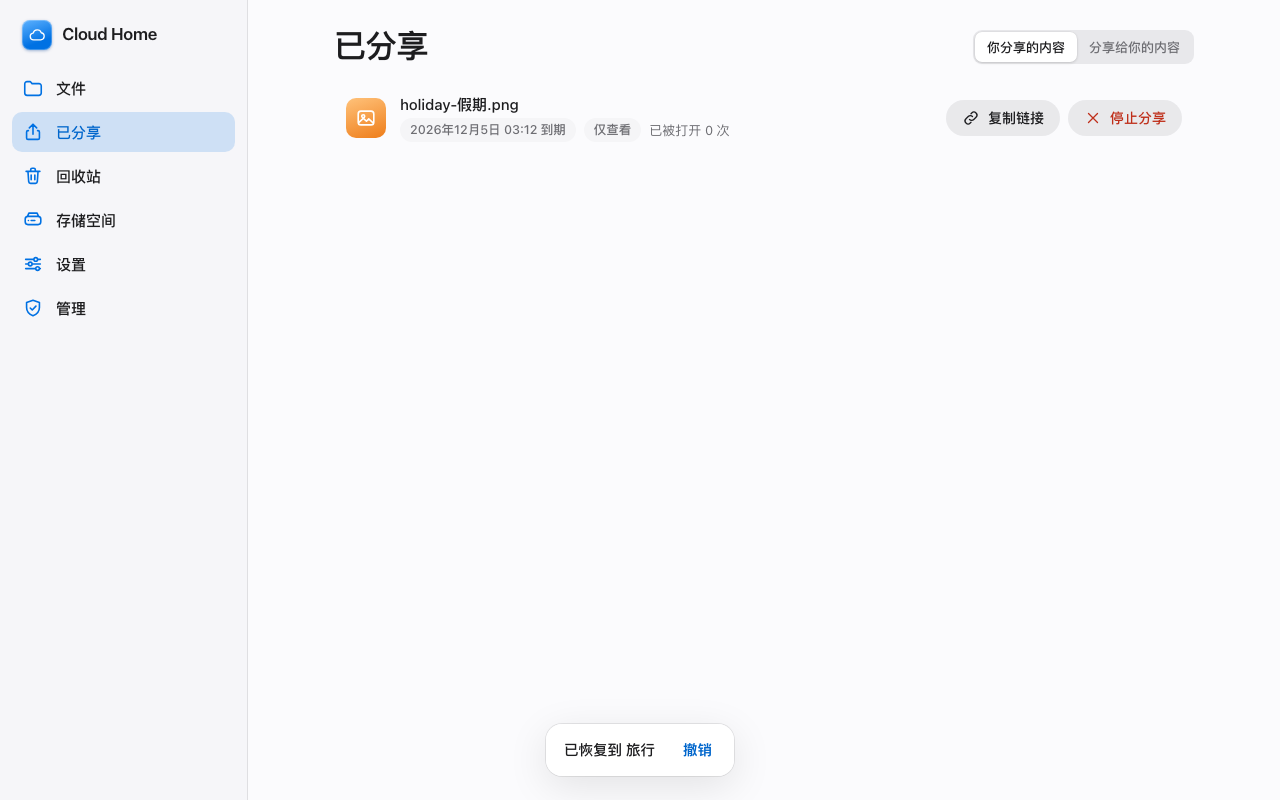 Cloud Home
文件
已分享
回收站
存储空间
设置
管理
已分享
你分享的内容
分享给你的内容
holiday-假期.png
2026年12月5日 03:12 到期
仅查看
已被打开 0 次
复制链接
停止分享
已恢复到 旅行
撤销